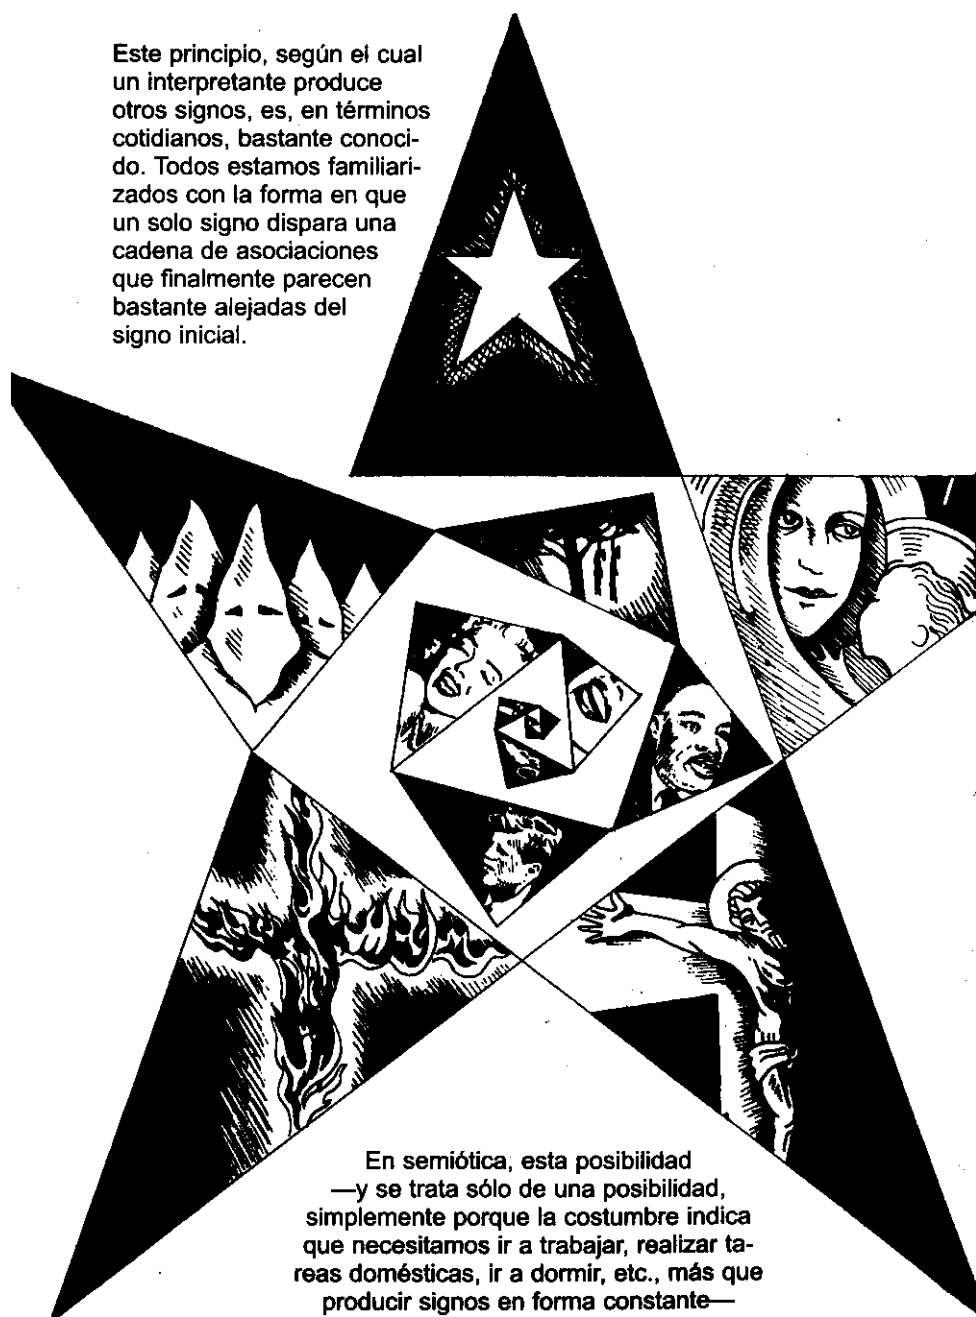 Este principio, según el cual
un interpretante produce
otros signos, es, en términos
cotidianos, bastante conoci-
do. Todos estamos familiari-
zados con la forma en que
un solo signo dispara una
cadena de asociaciones
que finalmente parecen
bastante alejadas del
signo inicial.
En semiótica, esta posibilidad
—y se trata sólo de una posibilidad,
simplemente porque la costumbre indica
que necesitamos ir a trabajar, realizar ta-
reas domésticas, ir a dormir, etc., más que
producir signos en forma constante—